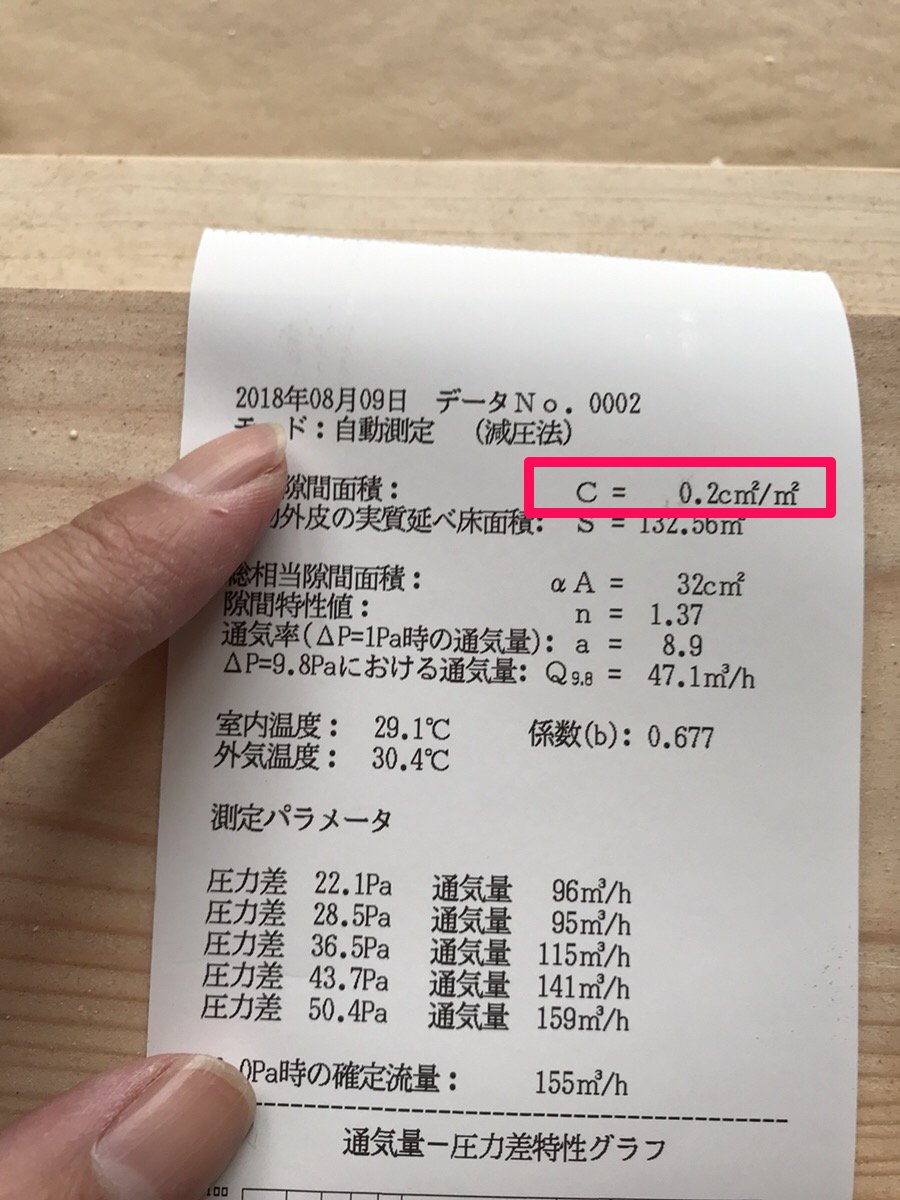 2018年08月09日 データNo. 0002
モード：自動測定 （減圧法）
隙間面積： C = 0.2c㎡/㎡
外皮の実質延べ床面積： S = 132.56㎡
総相当隙間面積： αA = 32c㎡
隙間特性値： n = 1.37
通気率(ΔP=1Pa時の通気量)： a = 8.9
ΔP=9.8Paにおける通気量： Q9.8 = 47.1㎥/h
室内温度： 29.1℃ 係数(b)： 0.677
外気温度： 30.4℃
測定パラメータ
圧力差 22.1Pa 通気量 96㎥/h
圧力差 28.5Pa 通気量 95㎥/h
圧力差 36.5Pa 通気量 115㎥/h
圧力差 43.7Pa 通気量 141㎥/h
圧力差 50.4Pa 通気量 159㎥/h
0Pa時の確定流量： 155㎥/h
通気量－圧力差特性グラフ
100